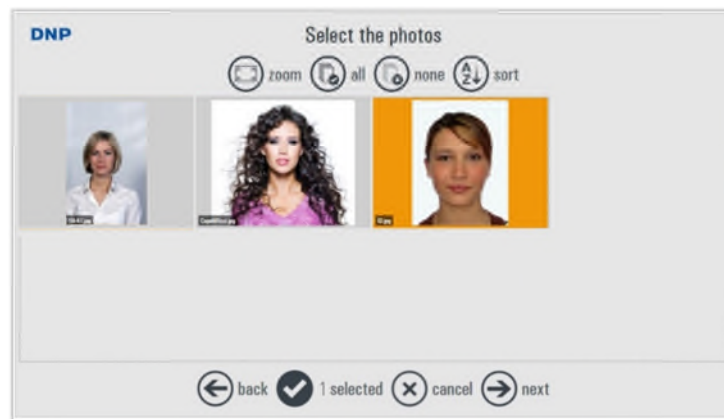 DNP
Select the photos
zoom all none sort
back 1 selected cancel next